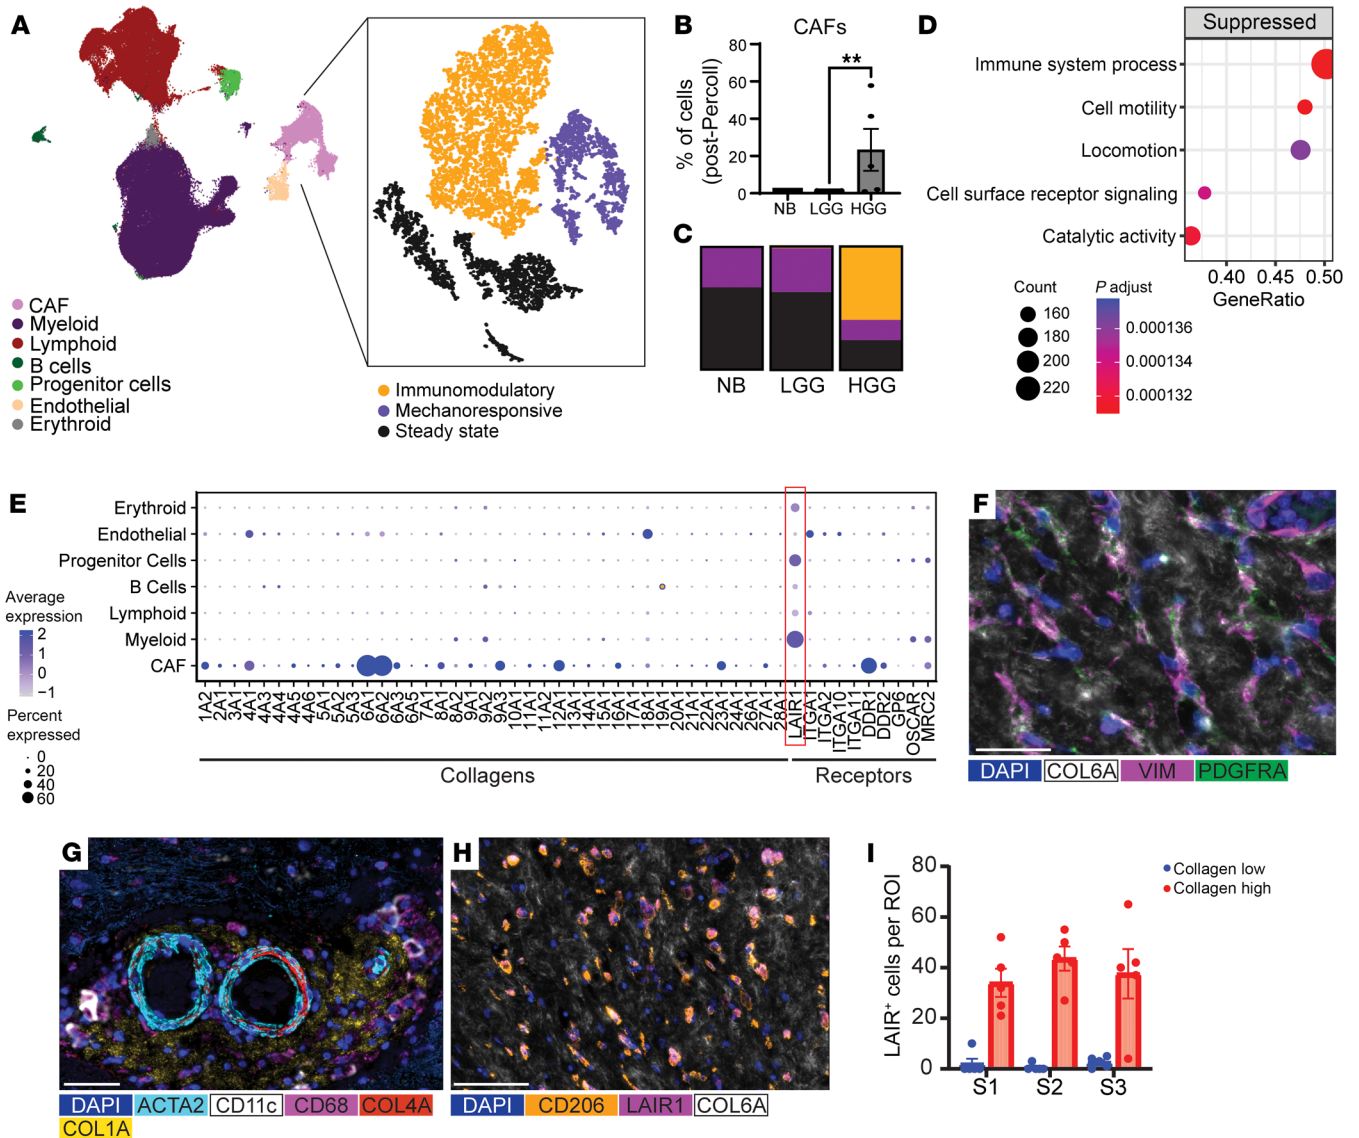 A
CAF
Myeloid
Lymphoid
B cells
Progenitor cells
Endothelial
Erythroid
Immunomodulatory
Mechanoresponsive
Steady state
B
CAFs
% of cells
(post-Percoll)
80
60
40
20
0
**
NB LGG HGG
C
NB LGG HGG
D
Suppressed
Immune system process
Cell motility
Locomotion
Cell surface receptor signaling
Catalytic activity
0.40 0.45 0.50
GeneRatio
Count
160
180
200
220
P adjust
0.000136
0.000134
0.000132
E
Average
expression
2
1
0
−1
Percent
expressed
0
20
40
60
Erythroid
Endothelial
Progenitor Cells
B Cells
Lymphoid
Myeloid
CAF
1A2 2A1 3A1 4A1 4A3 4A4 4A5 4A6 5A1 5A2 5A3 6A1 6A2 6A3 6A5 7A1 8A1 8A2 9A1 9A2 9A3 10A1 11A1 11A2 12A1 13A1 14A1 15A1 16A1 17A1 18A1 19A1 20A1 21A1 22A1 23A1 24A1 26A1 27A1 28A1 LAIR1 ITGA1 ITGA2 ITGA10 ITGA11 DDR1 DDR2 GP6 OSCAR MRC2
Collagens Receptors
F
DAPI COL6A VIM PDGFRA
G
DAPI ACTA2 CD11c CD68 COL4A
COL1A
H
DAPI CD206 LAIR1 COL6A
I
LAIR⁺ cells per ROI
80
60
40
20
0
S1 S2 S3
Collagen low
Collagen high